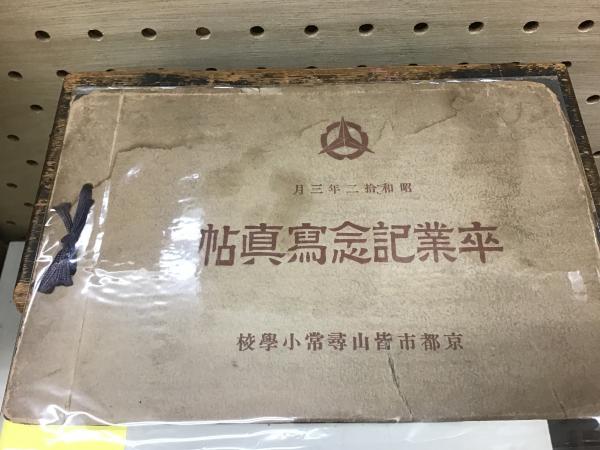 昭和拾二年三月
卒業記念寫真帖
京都市皆山尋常小學校